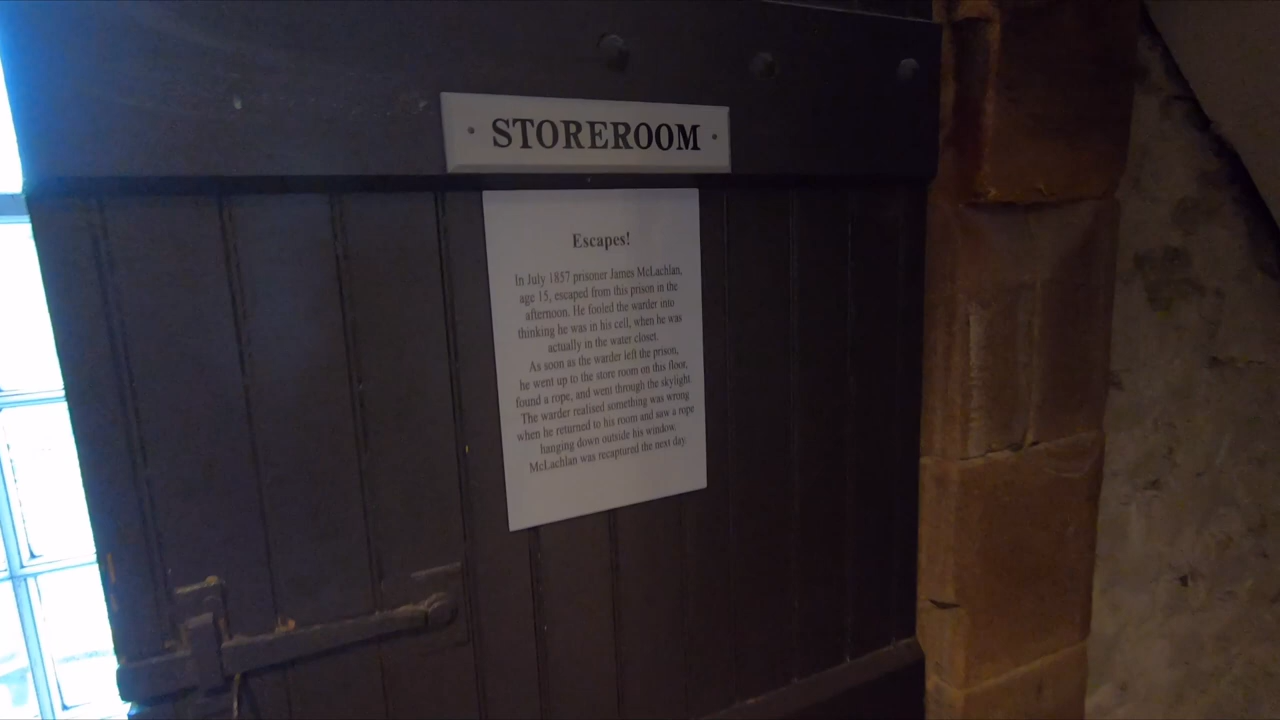 STOREROOM
Escapes!
In July 1857 prisoner James McLachlan,
age 15, escaped from this prison in the
afternoon. He fooled the warder into
thinking he was in his cell, when he was
actually in the water closet.
As soon as the warder left the prison,
he went up to the store room on this floor,
found a rope, and went through the skylight.
The warder realised something was wrong
when he returned to his room and saw a rope
hanging down outside his window.
McLachlan was recaptured the next day.